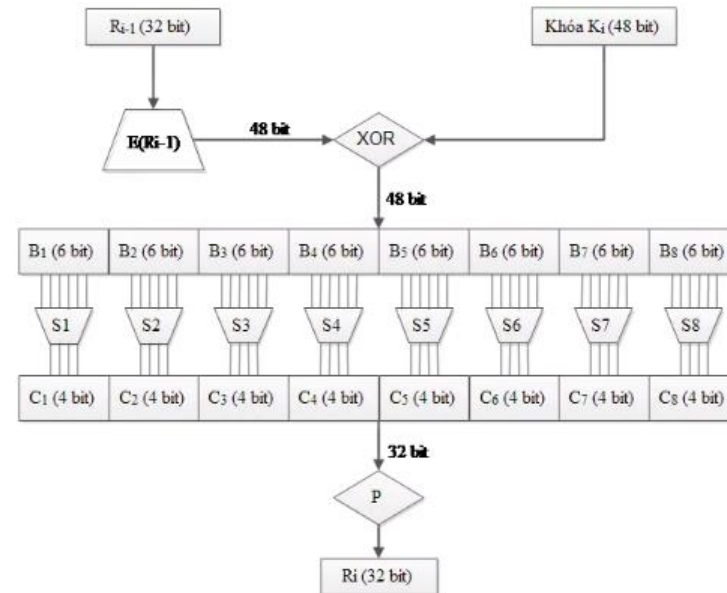 Ri-1 (32 bit)
Khóa Ki (48 bit)
E(Ri-1)
48 bit
XOR
48 bit
B1 (6 bit) B2 (6 bit) B3 (6 bit) B4 (6 bit) B5 (6 bit) B6 (6 bit) B7 (6 bit) B8 (6 bit)
S1 S2 S3 S4 S5 S6 S7 S8
C1 (4 bit) C2 (4 bit) C3 (4 bit) C4 (4 bit) C5 (4 bit) C6 (4 bit) C7 (4 bit) C8 (4 bit)
32 bit
P
Ri (32 bit)